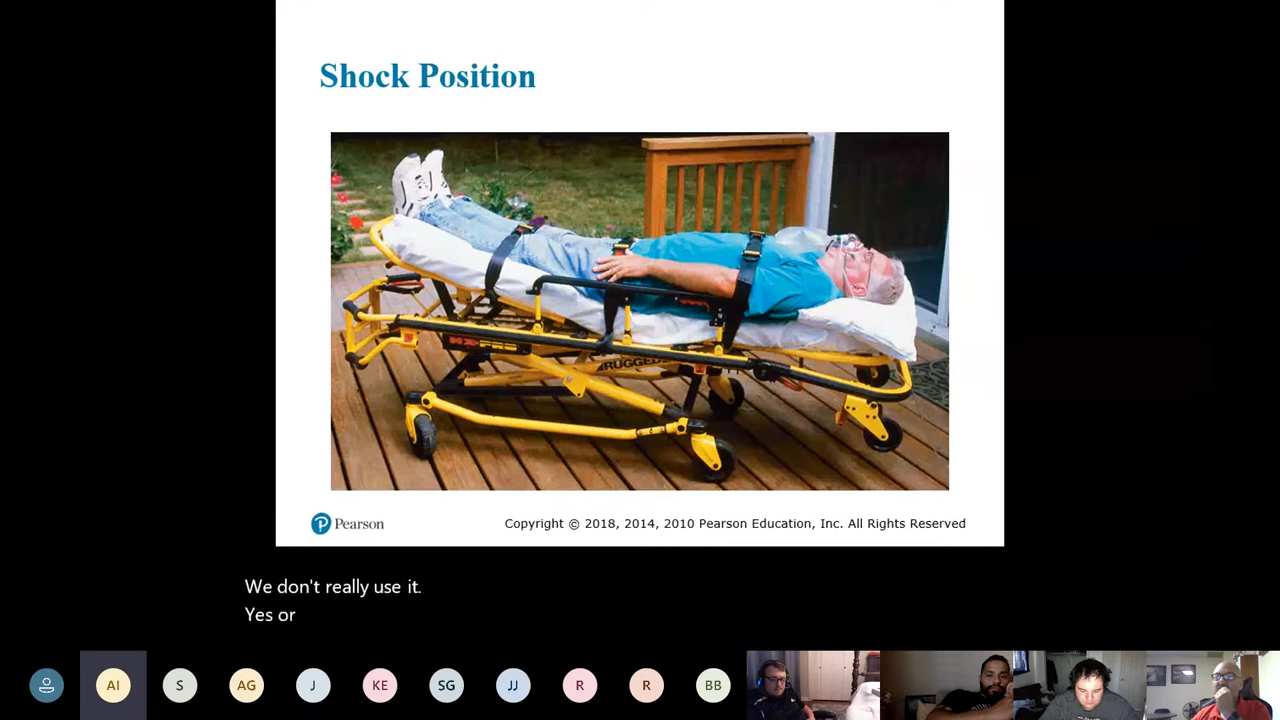 Shock Position
RUGGED
Pearson
Copyright © 2018, 2014, 2010 Pearson Education, Inc. All Rights Reserved
We don't really use it.
Yes or
AI
S
AG
J
KE
SG
JJ
R
R
BB